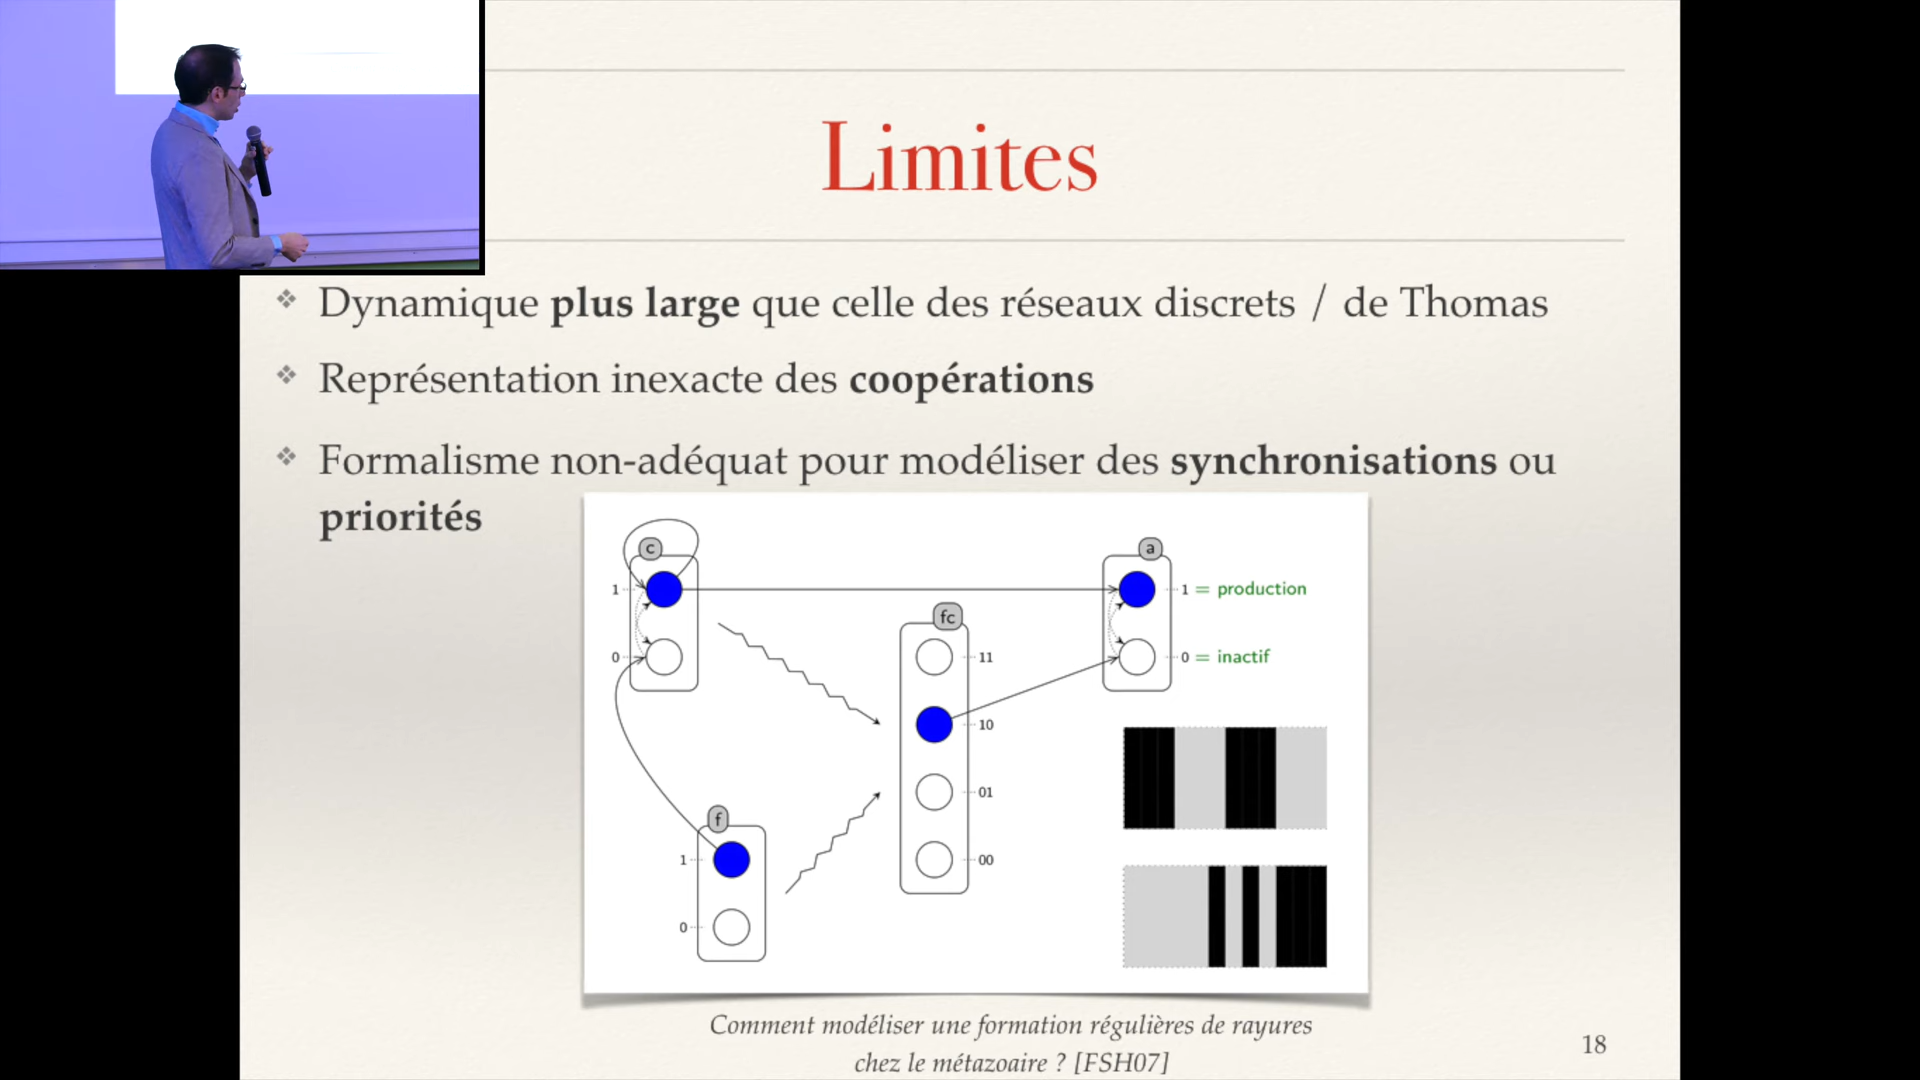 Limites
❖ Dynamique plus large que celle des réseaux discrets / de Thomas
❖ Représentation inexacte des coopérations
❖ Formalisme non-adéquat pour modéliser des synchronisations ou
priorités
c
a
1
1 = production
fc
0
11
0 = inactif
10
01
f
1
00
0
Comment modéliser une formation régulières de rayures
chez le métazoaire ? [FSH07]
18